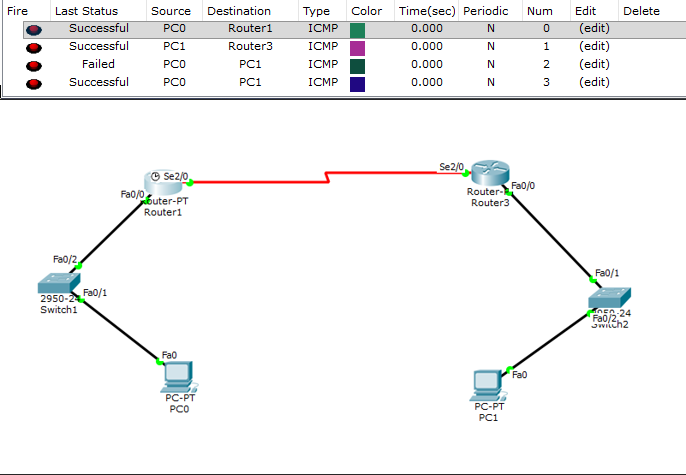 Fire Last Status Source Destination Type Color Time(sec) Periodic Num Edit Delete
Successful PC0 Router1 ICMP 0.000 N 0 (edit)
Successful PC1 Router3 ICMP 0.000 N 1 (edit)
Failed PC0 PC1 ICMP 0.000 N 2 (edit)
Successful PC0 PC1 ICMP 0.000 N 3 (edit)
Se2/0
Fa0/0
Router-PT
Router1
Se2/0
Fa0/0
Router3
Fa0/2
Fa0/1
2950-24
Switch1
Fa0/1
2950-24
Fa0/2
Switch2
Fa0
PC-PT
PC0
Fa0
PC-PT
PC1